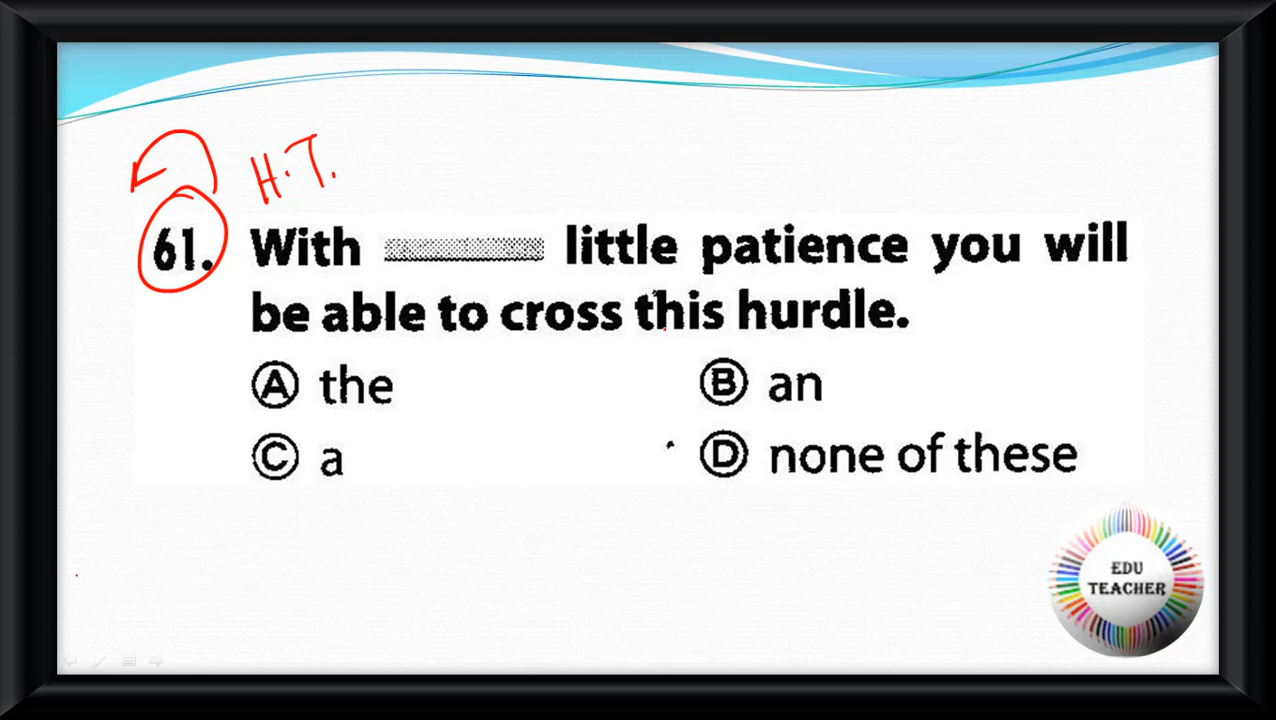 H.T.
61. With little patience you will
be able to cross this hurdle.
Ⓐ the Ⓑ an
Ⓒ a Ⓓ none of these
EDU
TEACHER